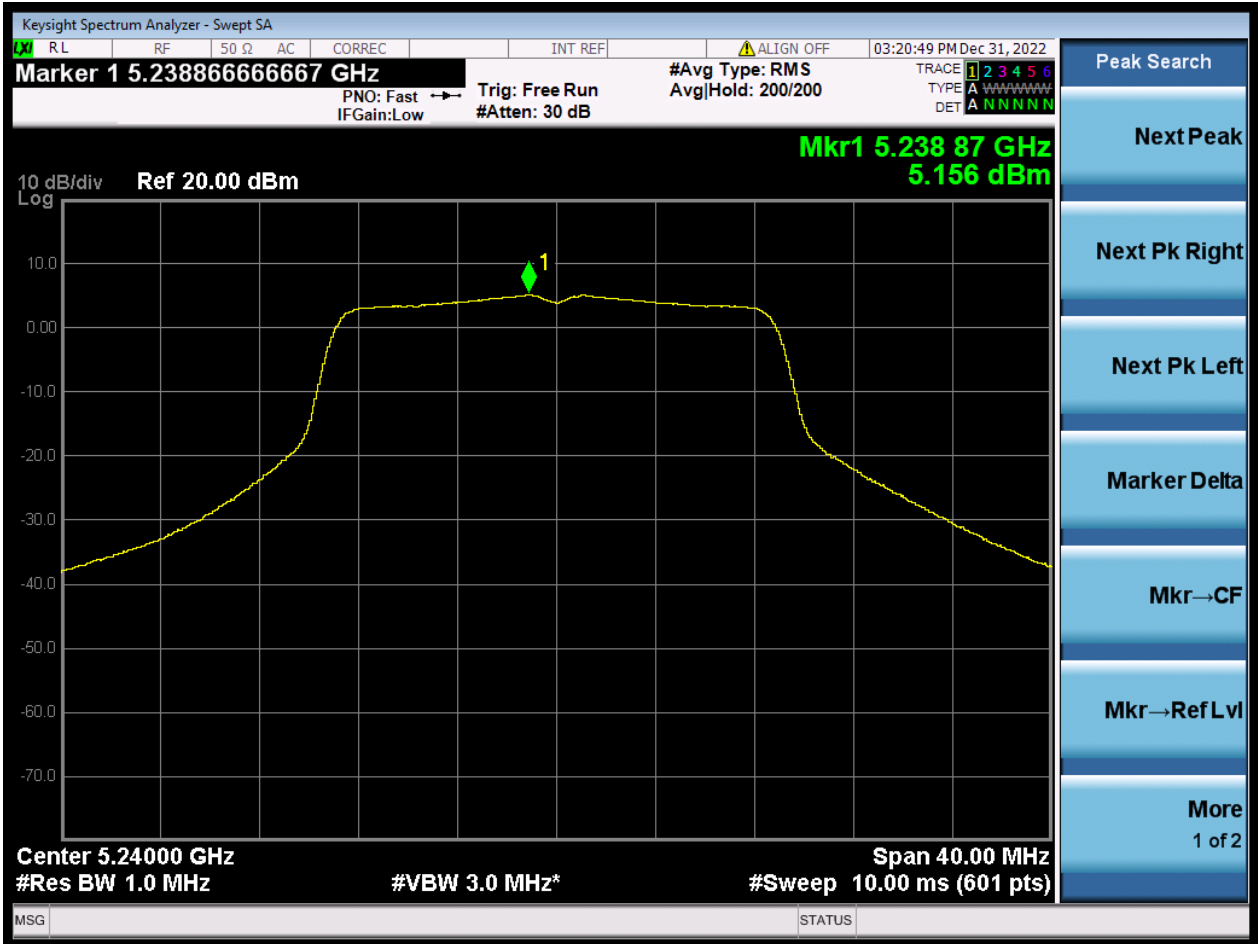 Keysight Spectrum Analyzer - Swept SA
LXI RL RF 50 Ω AC CORREC INT REF ALIGN OFF 03:20:49 PM Dec 31, 2022
Marker 1 5.238866666667 GHz
PNO: Fast
IFGain:Low
Trig: Free Run
#Atten: 30 dB
#Avg Type: RMS
Avg|Hold: 200/200
TRACE 1 2 3 4 5 6
TYPE A WWWWW
DET A N N N N N
Mkr1 5.238 87 GHz
5.156 dBm
10 dB/div Ref 20.00 dBm
Log
10.0
0.00
-10.0
-20.0
-30.0
-40.0
-50.0
-60.0
-70.0
1
Center 5.24000 GHz Span 40.00 MHz
#Res BW 1.0 MHz #VBW 3.0 MHz* #Sweep 10.00 ms (601 pts)
MSG STATUS
Peak Search
Next Peak
Next Pk Right
Next Pk Left
Marker Delta
Mkr→CF
Mkr→Ref Lvl
More
1 of 2